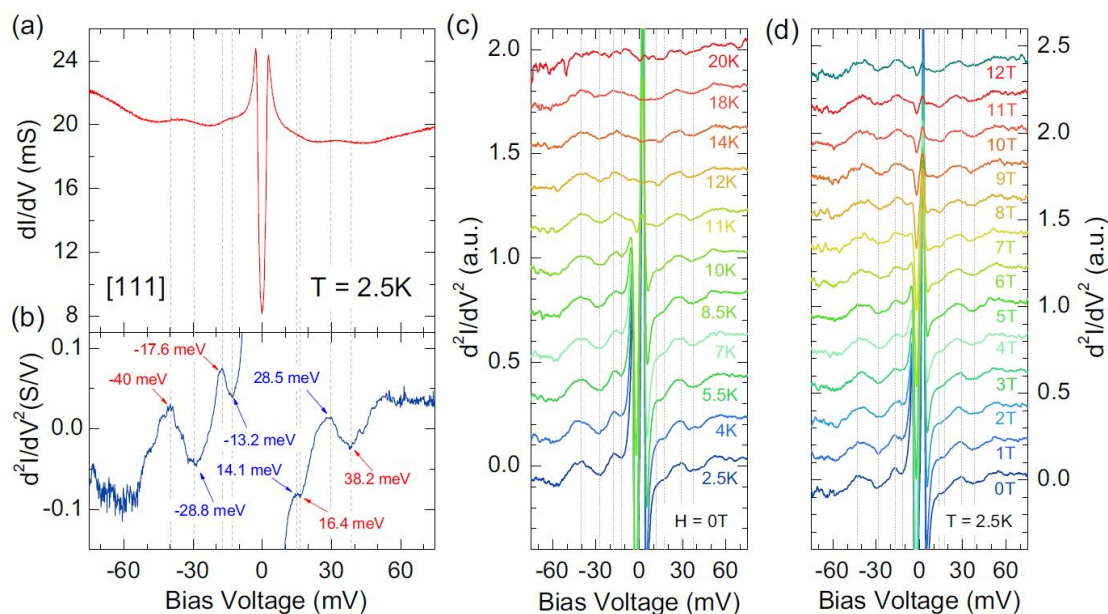 (a)
24
20
16
12
8
dI/dV (mS)
[111]
T = 2.5K
(b)
0.1
0.0
-0.1
d²I/dV²(S/V)
-17.6 meV
-40 meV
28.5 meV
-13.2 meV
14.1 meV
38.2 meV
-28.8 meV
16.4 meV
-60 -30 0 30 60
Bias Voltage (mV)
(c)
2.0
1.5
1.0
0.5
0.0
d²I/dV² (a.u.)
20K
18K
14K
12K
11K
10K
8.5K
7K
5.5K
4K
2.5K
H = 0T
-60 -30 0 30 60
Bias Voltage (mV)
(d)
2.5
2.0
1.5
1.0
0.5
0.0
d²I/dV² (a.u.)
12T
11T
10T
9T
8T
7T
6T
5T
4T
3T
2T
1T
0T
T = 2.5K
-60 -30 0 30 60
Bias Voltage (mV)